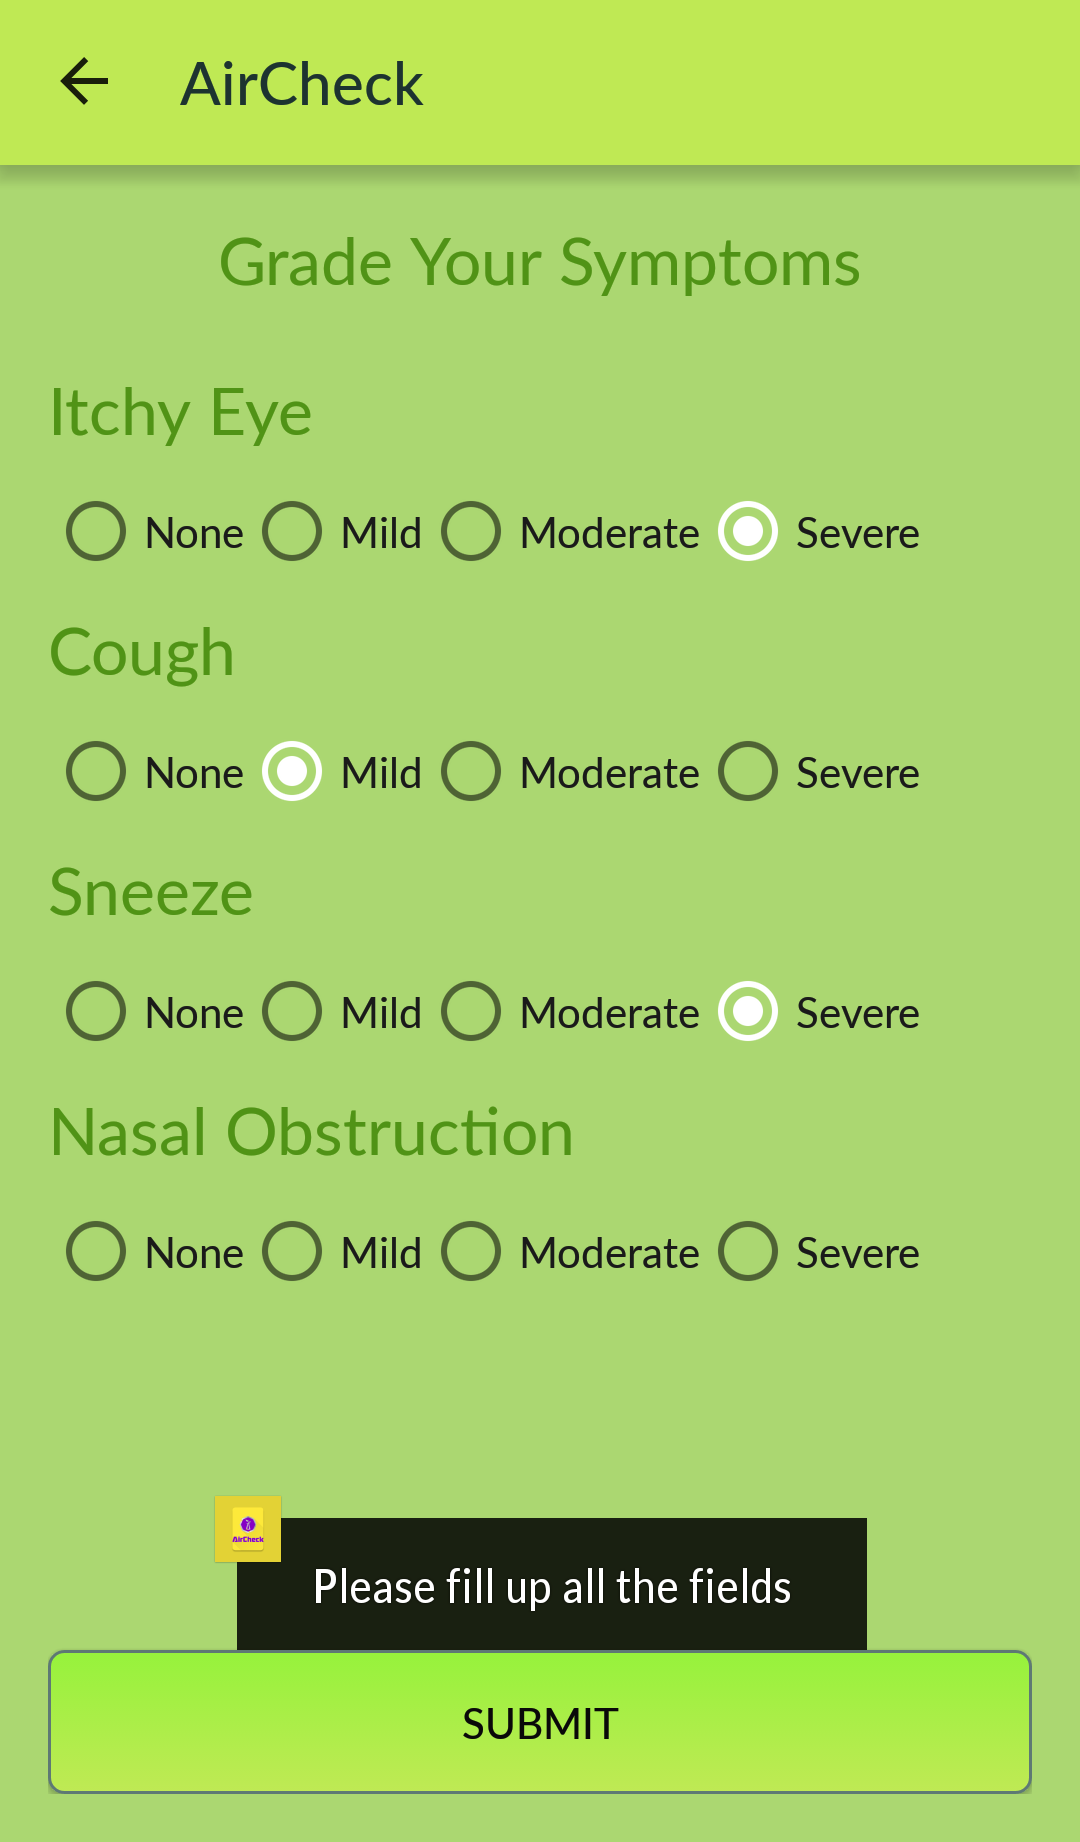 AirCheck
Grade Your Symptoms
Itchy Eye
None Mild Moderate Severe
Cough
None Mild Moderate Severe
Sneeze
None Mild Moderate Severe
Nasal Obstruction
None Mild Moderate Severe
AirCheck
Please fill up all the fields
SUBMIT